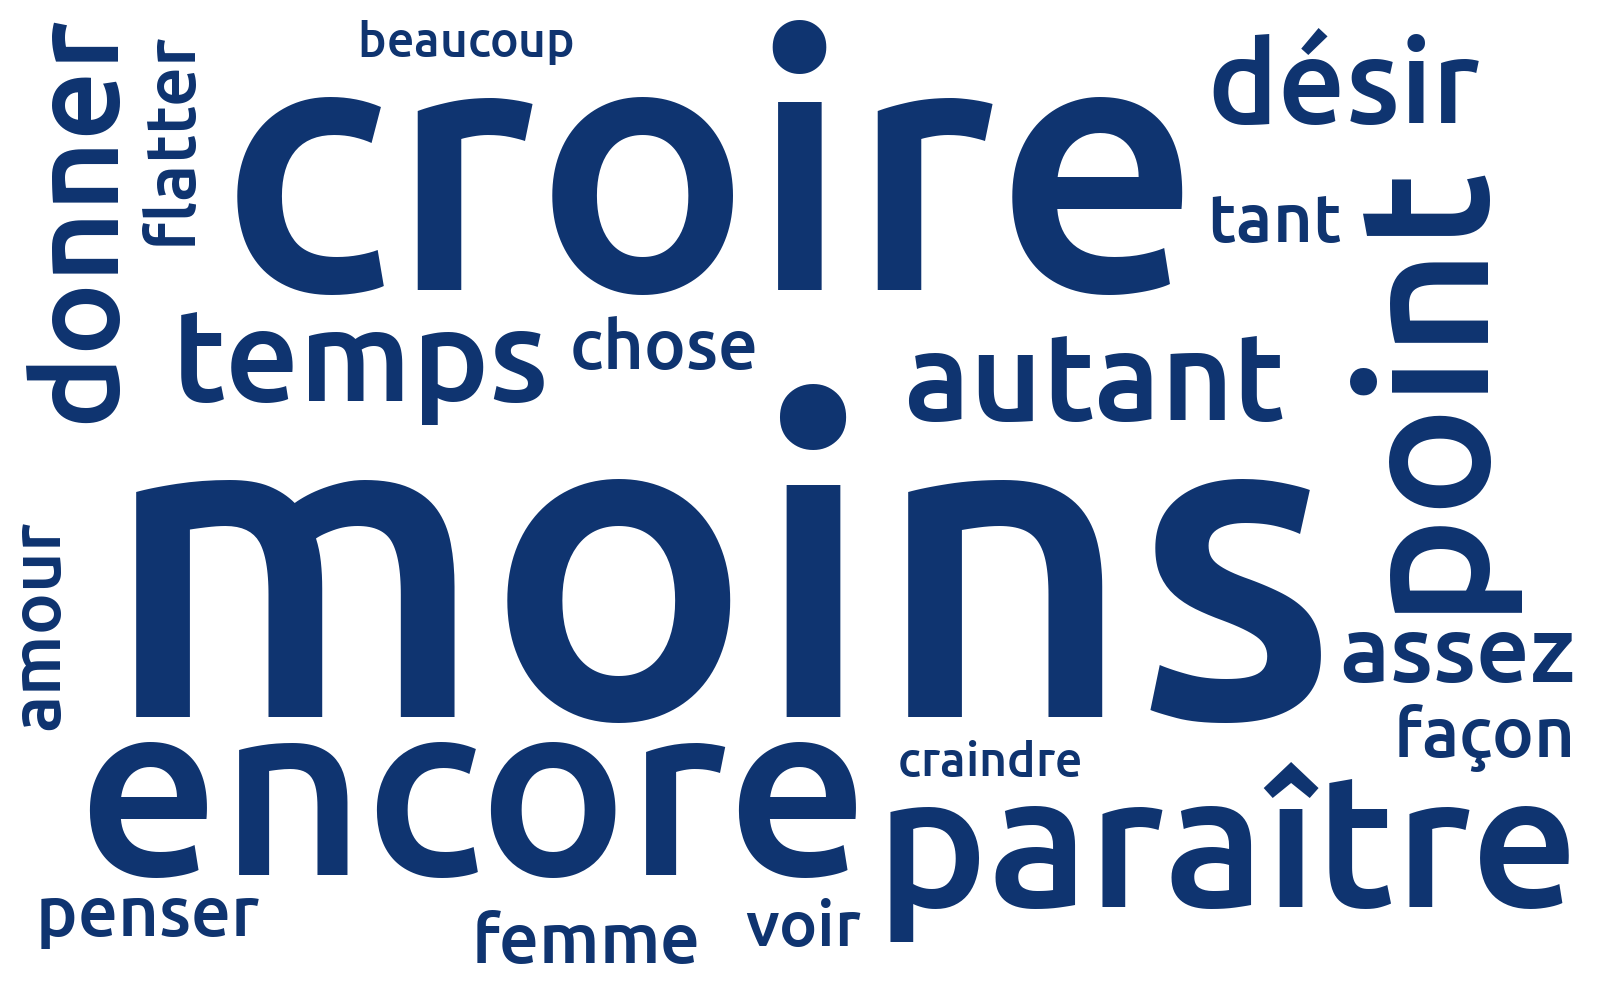 beaucoup
donner
flatter
croire
désir
tant
point
temps
chose
autant
moins
amour
assez
façon
encore
craindre
paraître
penser
femme
voir